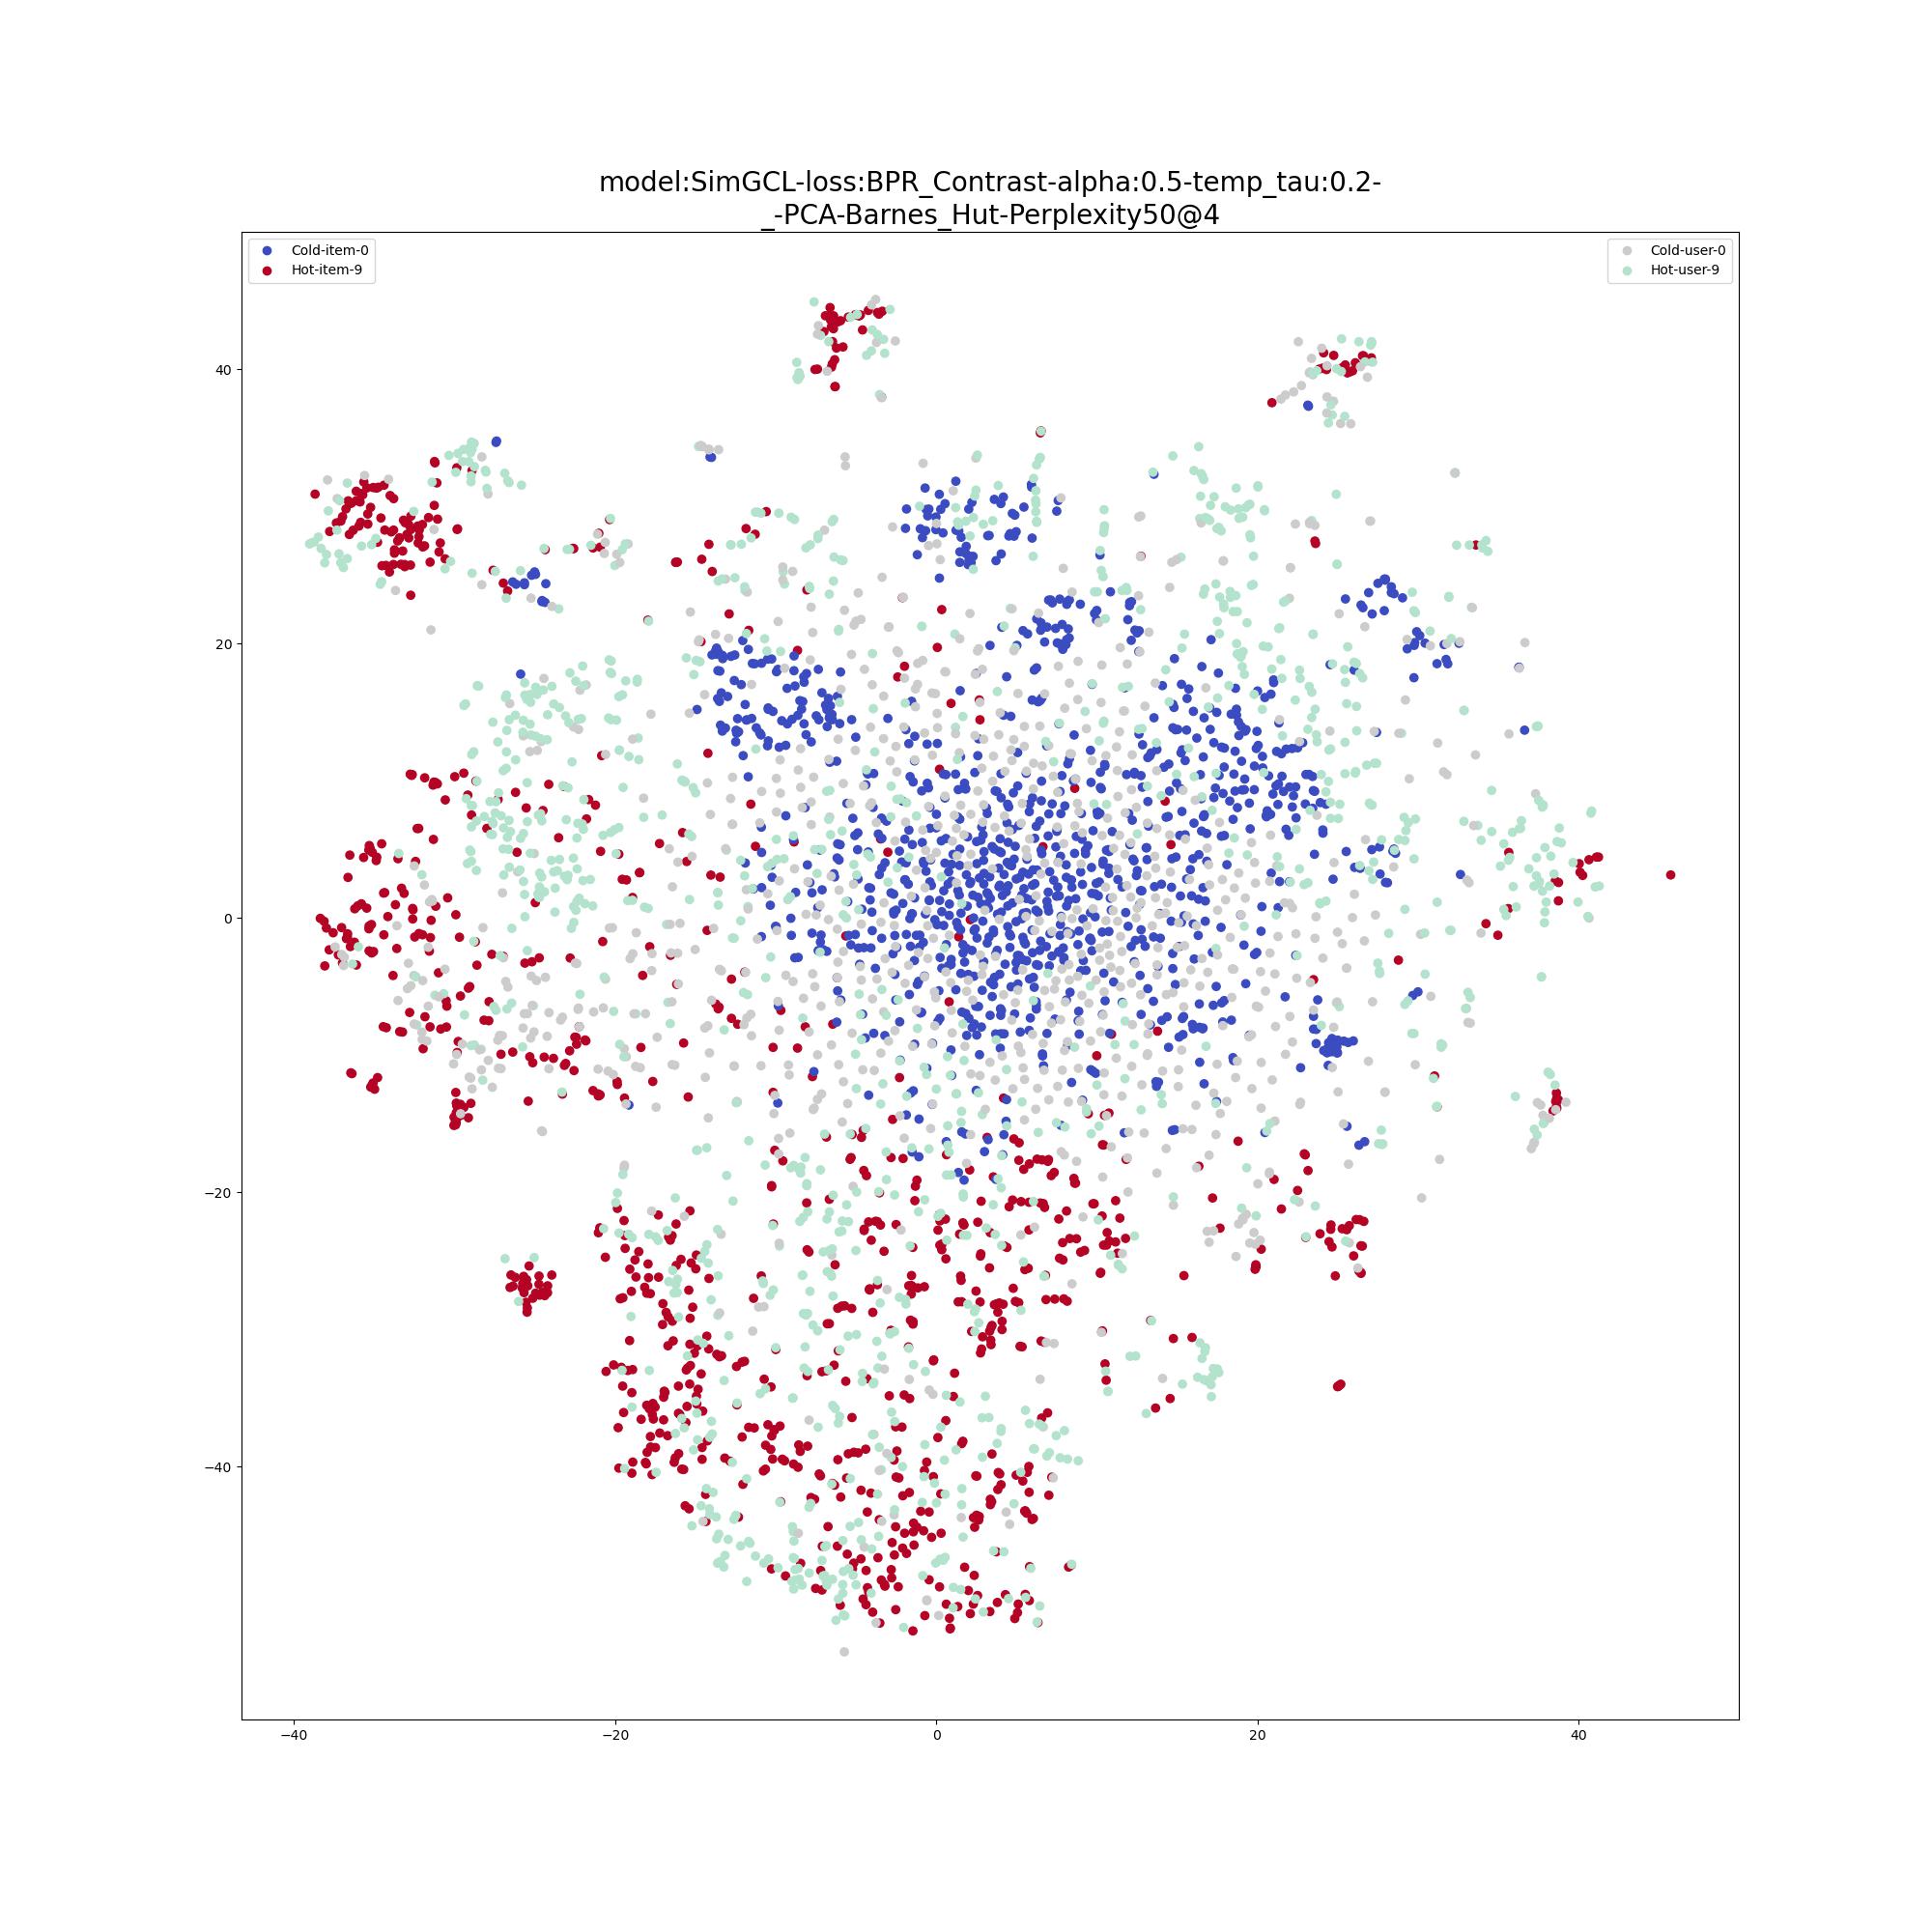 model:SimGCL-loss:BPR_Contrast-alpha:0.5-temp_tau:0.2-
_-PCA-Barnes_Hut-Perplexity50@4
Cold-item-0
Hot-item-9
Cold-user-0
Hot-user-9
40
20
0
−20
−40
−40
−20
0
20
40